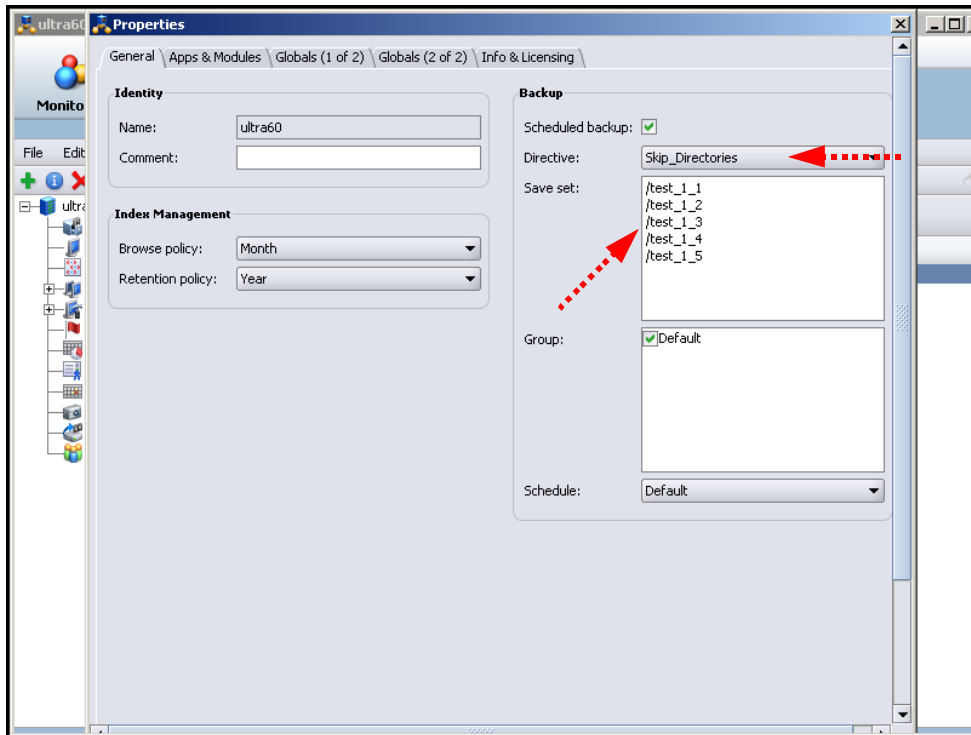 ultra60
Properties
General
Apps & Modules
Globals (1 of 2)
Globals (2 of 2)
Info & Licensing
Monito
File Edit
ultra
Identity
Name: ultra60
Comment:
Index Management
Browse policy: Month
Retention policy: Year
Backup
Scheduled backup:
Directive: Skip_Directories
Save set:
/test_1_1
/test_1_2
/test_1_3
/test_1_4
/test_1_5
Group: Default
Schedule: Default